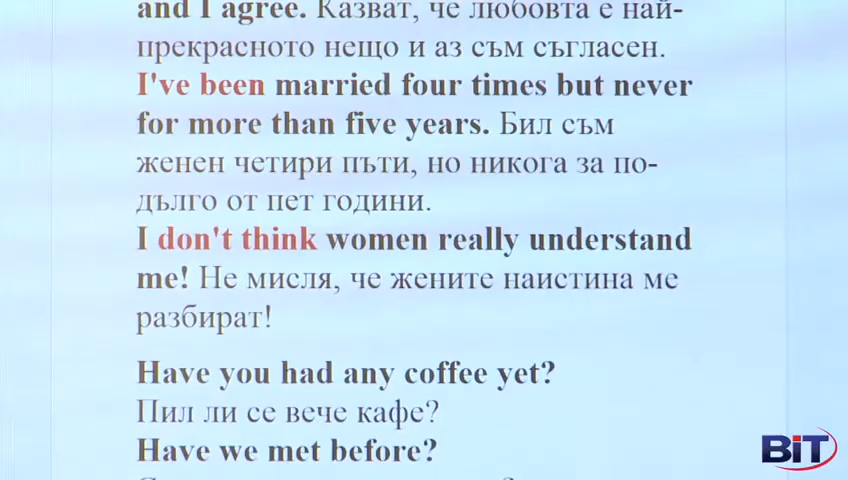 and I agree. Казват, че любовта е най-
прекрасното нещо и аз съм съгласен.
I've been married four times but never
for more than five years. Бил съм
женен четири пъти, но никога за по-
дълго от пет години.
I don't think women really understand
me! Не мисля, че жените наистина ме
разбират!
Have you had any coffee yet?
Пил ли се вече кафе?
Have we met before?
BiT